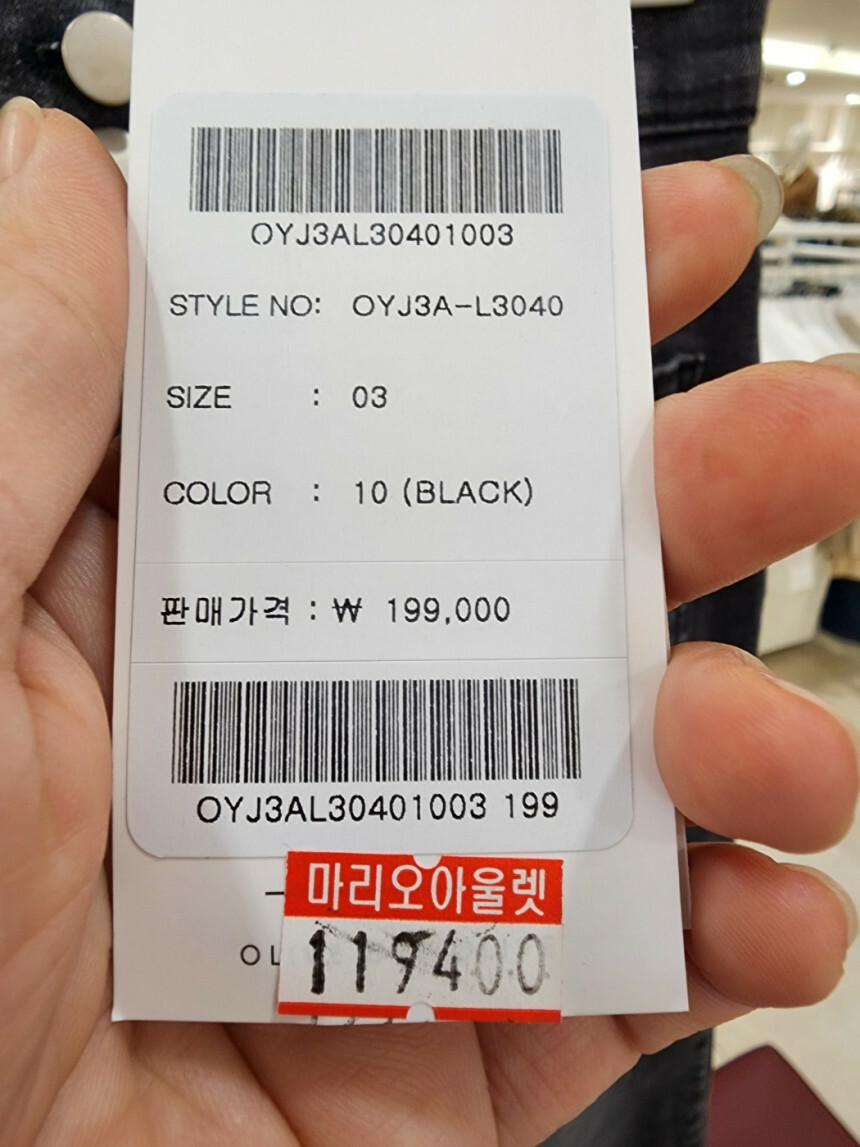 OYJ3AL30401003
STYLE NO: OYJ3A-L3040
SIZE : 03
COLOR : 10 (BLACK)
판매가격 : ₩ 199,000
OYJ3AL30401003 199
마리오아울렛
119400
OL